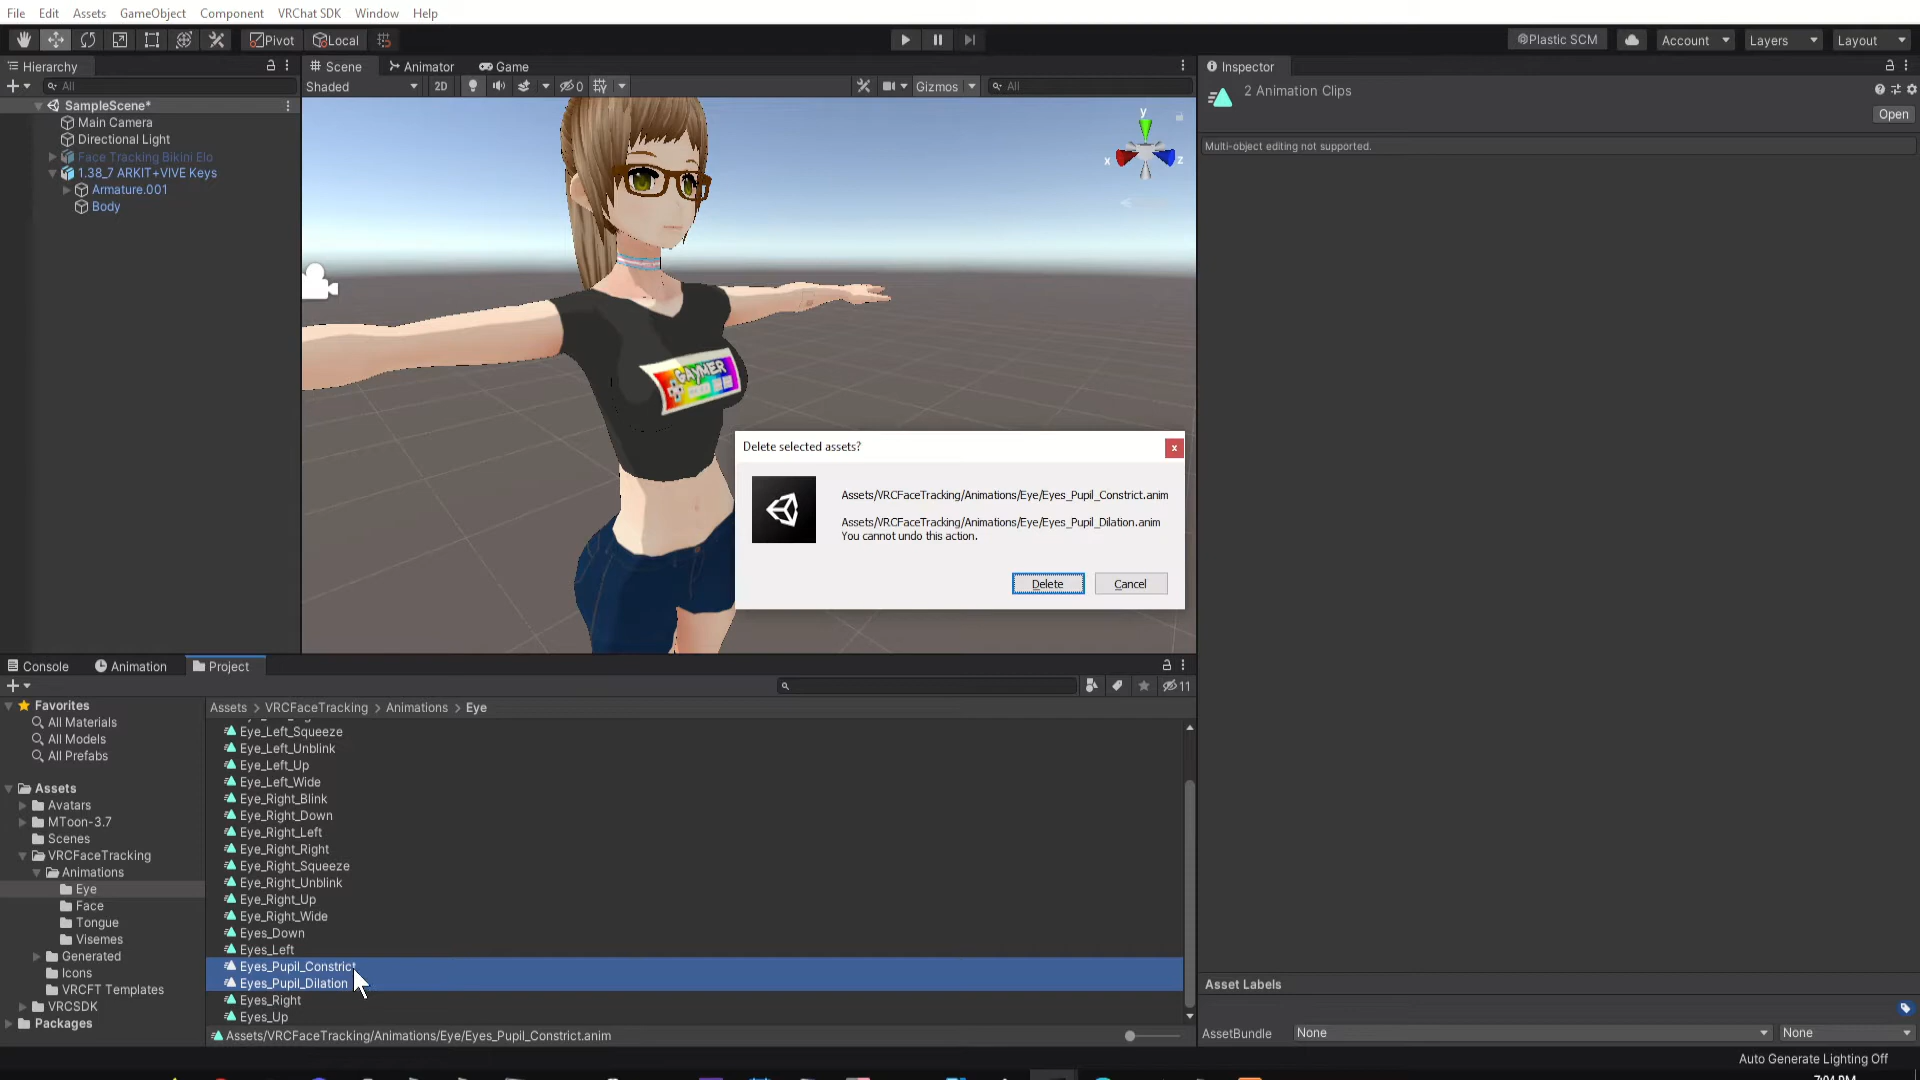 File Edit Assets GameObject Component VRChat SDK Window Help
Pivot Local Plastic SCM Account Layers Layout
Hierarchy
All
SampleScene*
Main Camera
Directional Light
Face Tracking Bikini Elo
1.38_7 ARKIT+VIVE Keys
Armature.001
Body
Scene Animator Game
Shaded 2D 0 Gizmos All
y
x z
GAYMER
Inspector
2 Animation Clips
Open
Multi-object editing not supported.
Delete selected assets?
x
Assets/VRCFaceTracking/Animations/Eye/Eyes_Pupil_Constrict.anim
Assets/VRCFaceTracking/Animations/Eye/Eyes_Pupil_Dilation.anim
You cannot undo this action.
Delete Cancel
Console Animation Project
11
Favorites
All Materials
All Models
All Prefabs
Assets
Avatars
MToon-3.7
Scenes
VRCFaceTracking
Animations
Eye
Face
Tongue
Visemes
Generated
Icons
VRCFT Templates
VRCSDK
Packages
Assets > VRCFaceTracking > Animations > Eye
Eye_Left_Squeeze
Eye_Left_Unblink
Eye_Left_Up
Eye_Left_Wide
Eye_Right_Blink
Eye_Right_Down
Eye_Right_Left
Eye_Right_Right
Eye_Right_Squeeze
Eye_Right_Unblink
Eye_Right_Up
Eye_Right_Wide
Eyes_Down
Eyes_Left
Eyes_Pupil_Constrict
Eyes_Pupil_Dilation
Eyes_Right
Eyes_Up
Assets/VRCFaceTracking/Animations/Eye/Eyes_Pupil_Constrict.anim
Asset Labels
AssetBundle None None
Auto Generate Lighting Off